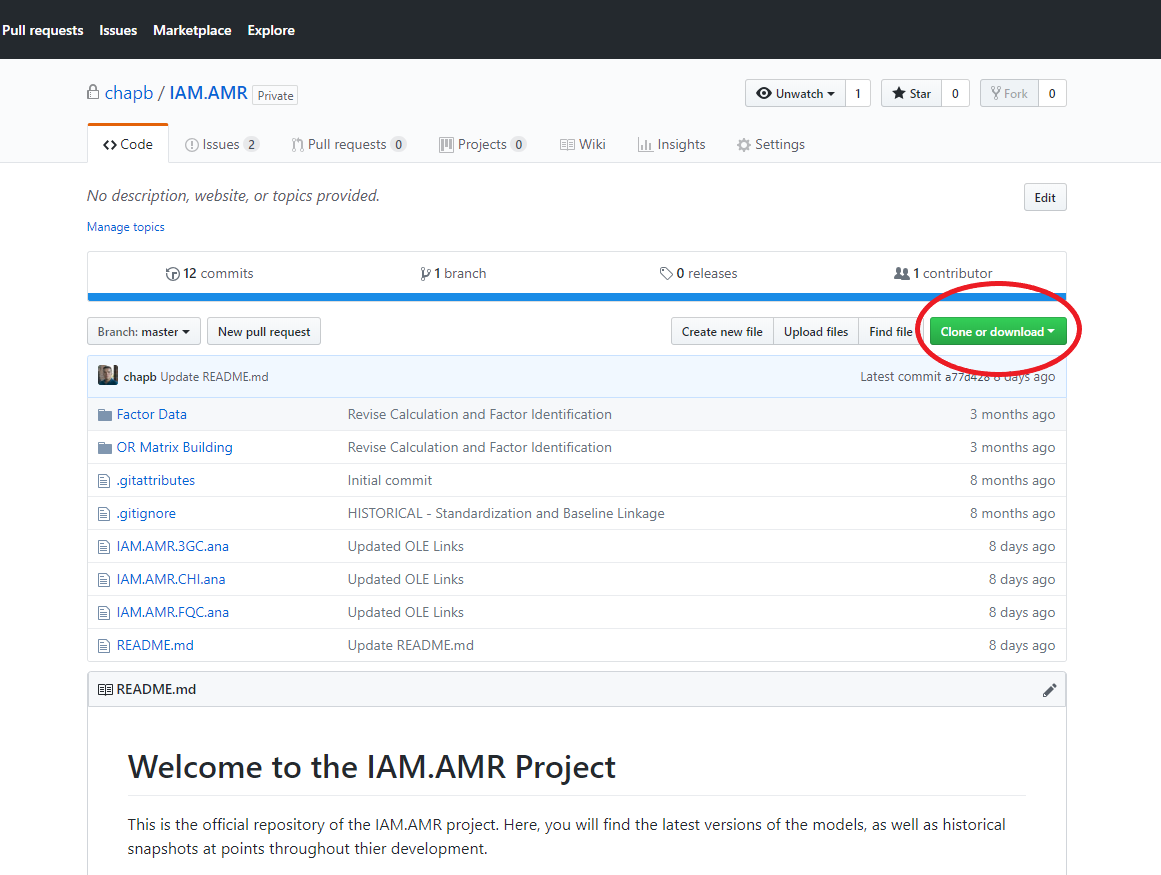 Pull requests Issues Marketplace Explore
chapb / IAM.AMR Private
Unwatch 1 Star 0 Fork 0
Code Issues 2 Pull requests 0 Projects 0 Wiki Insights Settings
No description, website, or topics provided.
Edit
Manage topics
12 commits 1 branch 0 releases 1 contributor
Branch: master New pull request Create new file Upload files Find file Clone or download
chapb Update README.md Latest commit a77d428 8 days ago
Factor Data Revise Calculation and Factor Identification 3 months ago
OR Matrix Building Revise Calculation and Factor Identification 3 months ago
.gitattributes Initial commit 8 months ago
.gitignore HISTORICAL - Standardization and Baseline Linkage 8 months ago
IAM.AMR.3GC.ana Updated OLE Links 8 days ago
IAM.AMR.CHI.ana Updated OLE Links 8 days ago
IAM.AMR.FQC.ana Updated OLE Links 8 days ago
README.md Update README.md 8 days ago
README.md
Welcome to the IAM.AMR Project
This is the official repository of the IAM.AMR project. Here, you will find the latest versions of the models, as well as historical
snapshots at points throughout thier development.